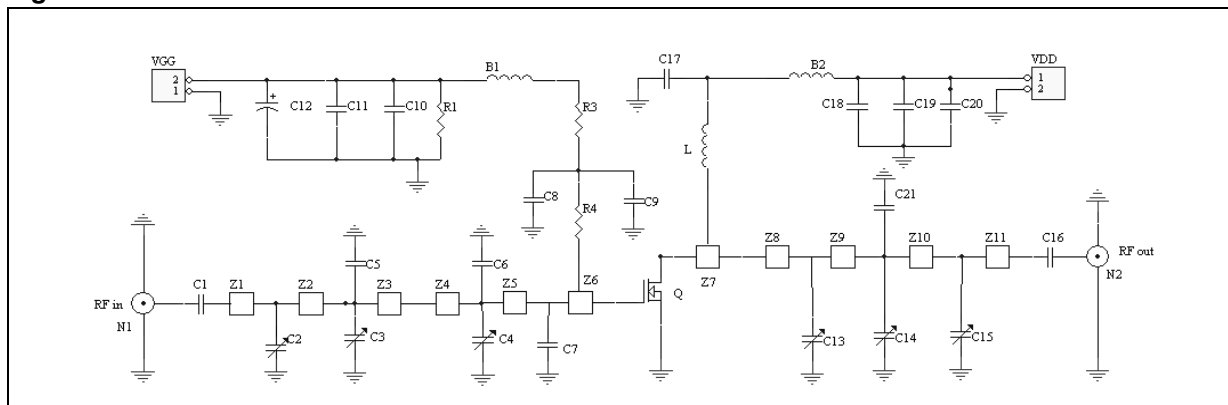 VGG
2
1
C12
C11
C10
R1
B1
R3
C8
R4
C9
C17
L
B2
VDD
1
2
C18
C19
C20
C21
RF in
N1
C1
Z1
C2
Z2
C5
C3
Z3
Z4
C6
C4
Z5
C7
Z6
Q
Z7
Z8
C13
Z9
C14
Z10
C15
Z11
C16
RF out
N2